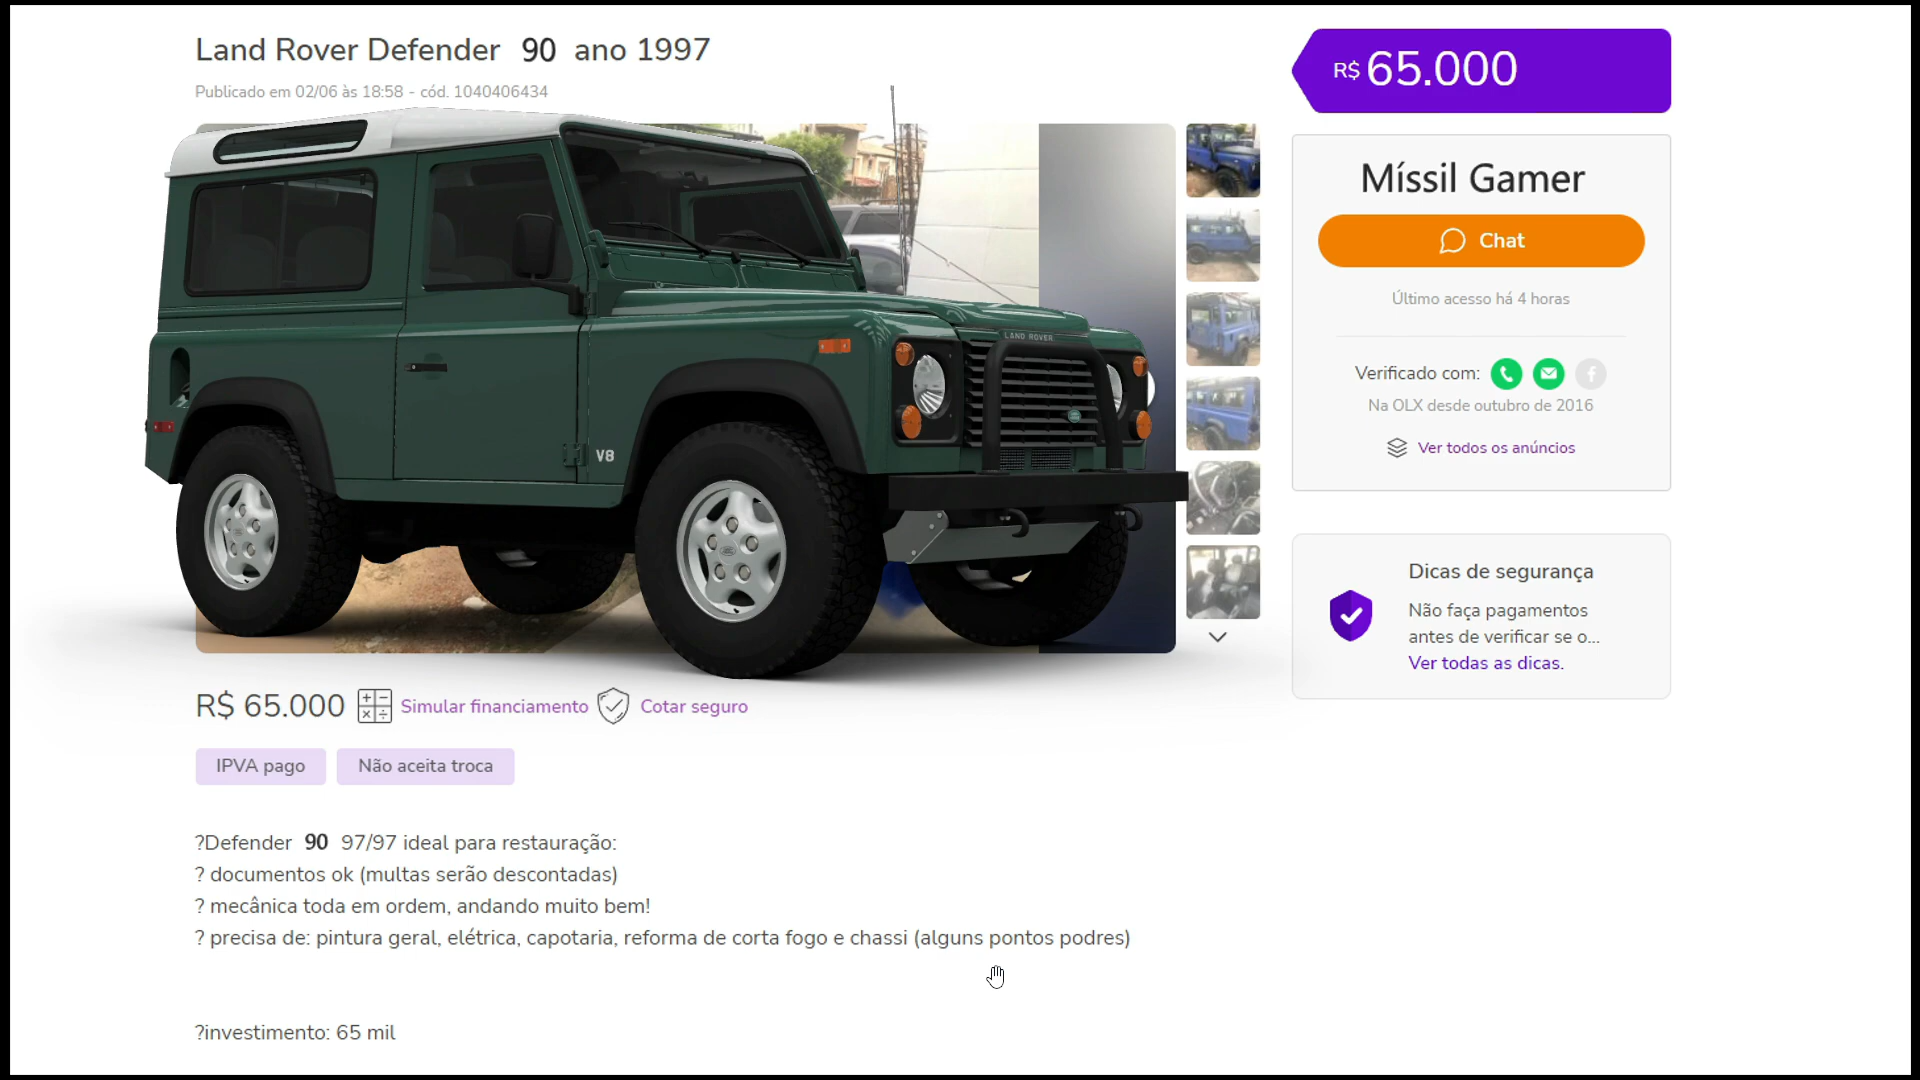 Land Rover Defender 90 ano 1997
Publicado em 02/06 às 18:58 - cód. 1040406434
R$ 65.000
LAND ROVER
V8
Míssil Gamer
Chat
Último acesso há 4 horas
Verificado com:
Na OLX desde outubro de 2016
Ver todos os anúncios
Dicas de segurança
Não faça pagamentos
antes de verificar se o...
Ver todas as dicas.
R$ 65.000 Simular financiamento Cotar seguro
IPVA pago Não aceita troca
?Defender 90 97/97 ideal para restauração:
? documentos ok (multas serão descontadas)
? mecânica toda em ordem, andando muito bem!
? precisa de: pintura geral, elétrica, capotaria, reforma de corta fogo e chassi (alguns pontos podres)
?investimento: 65 mil